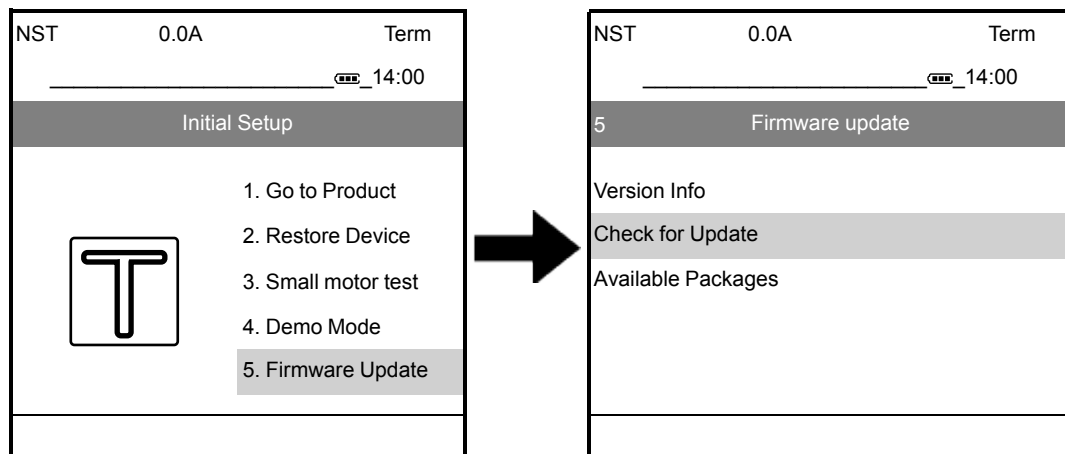 NST 0.0A Term
14:00
Initial Setup
1. Go to Product
2. Restore Device
3. Small motor test
4. Demo Mode
5. Firmware Update
T
NST 0.0A Term
14:00
5 Firmware update
Version Info
Check for Update
Available Packages